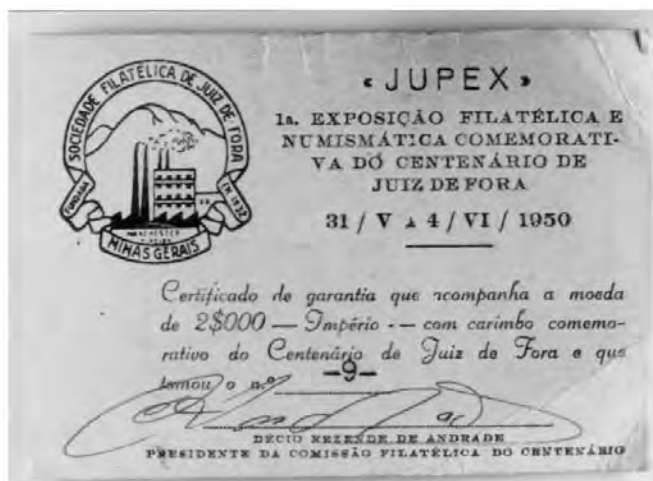 SOCIEDADE FILATÉLICA DE JUIZ DE FORA
FUNDADA EM 1932
MANCHESTER MINEIRA
MINAS GERAIS
« JUPEX »
1a. EXPOSIÇÃO FILATÉLICA E
NUMISMÁTICA COMEMORATI-
VA DO CENTENÁRIO DE
JUIZ DE FORA
31 / V A 4 / VI / 1950
Certificado de garantia que acompanha a moeda
de 2$000 — Império -- com carimbo comemo-
rativo do Centenário de Juiz de Fora e que
tomou o n.º -9-
DÉCIO REZENDE DE ANDRADE
PRESIDENTE DA COMISSÃO FILATÉLICA DO CENTENÁRIO